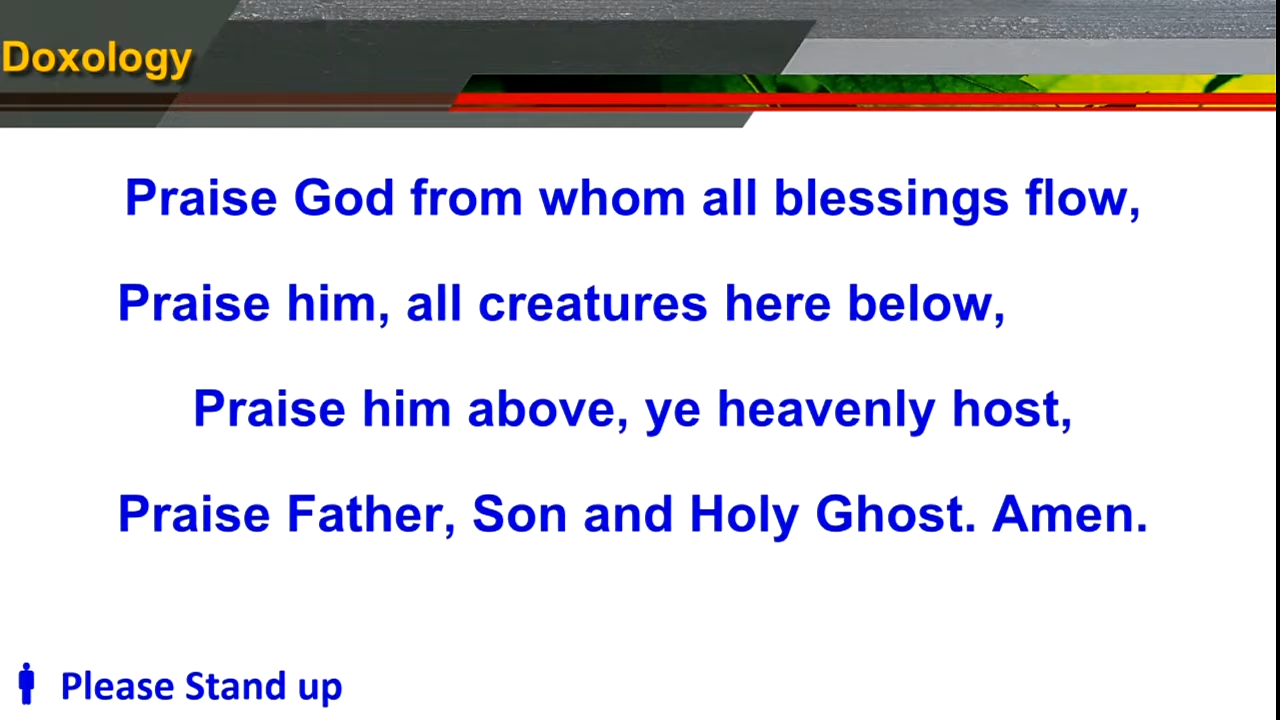 Doxology
Praise God from whom all blessings flow,
Praise him, all creatures here below,
Praise him above, ye heavenly host,
Praise Father, Son and Holy Ghost. Amen.
Please Stand up